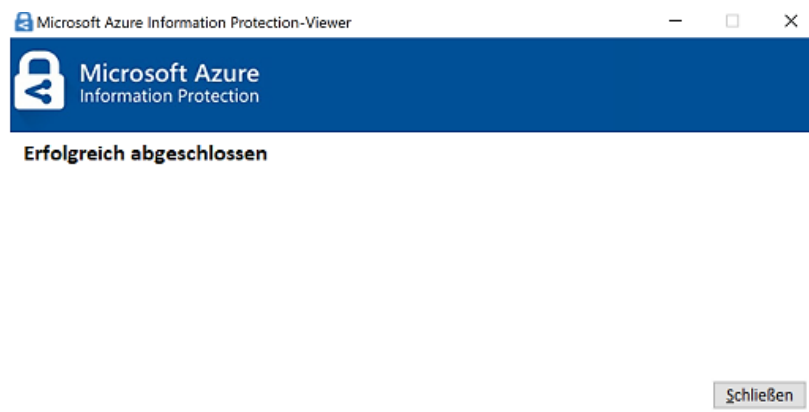 Microsoft Azure Information Protection-Viewer
Microsoft Azure
Information Protection
Erfolgreich abgeschlossen
Schließen